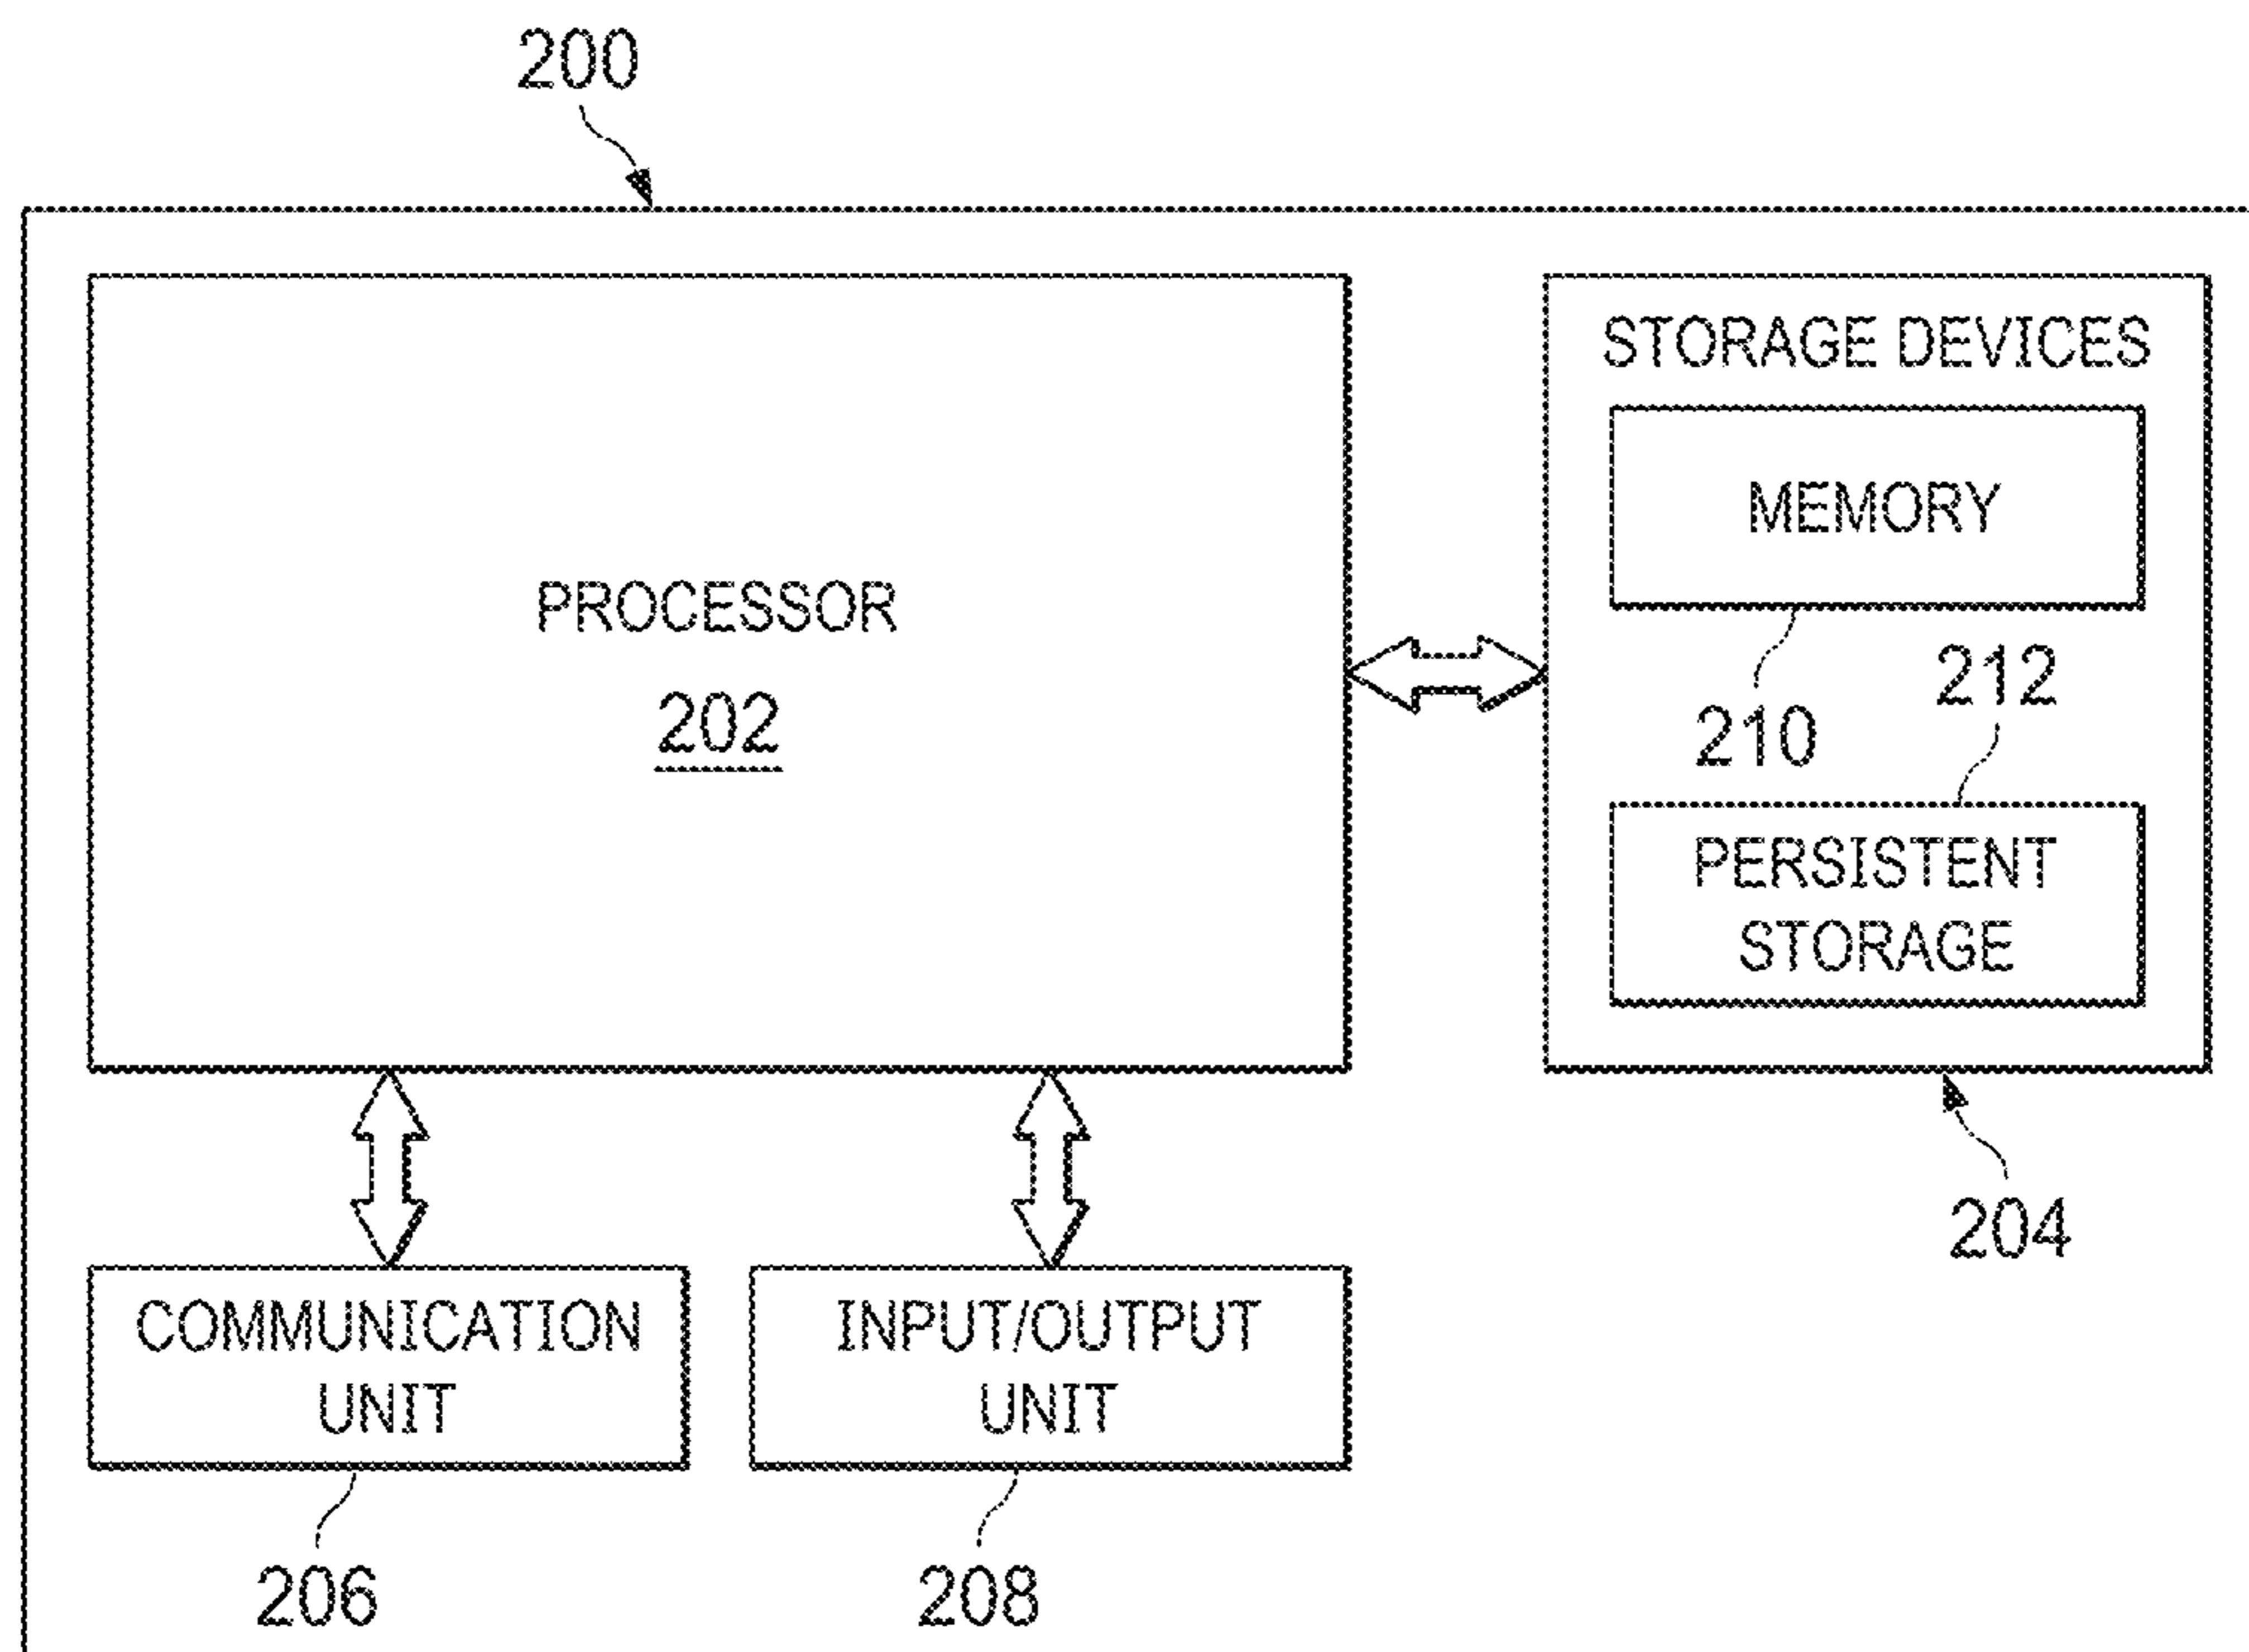 200
PROCESSOR
202
STORAGE DEVICES
MEMORY
210
212
PERSISTENT
STORAGE
204
COMMUNICATION
UNIT
206
INPUT/OUTPUT
UNIT
208